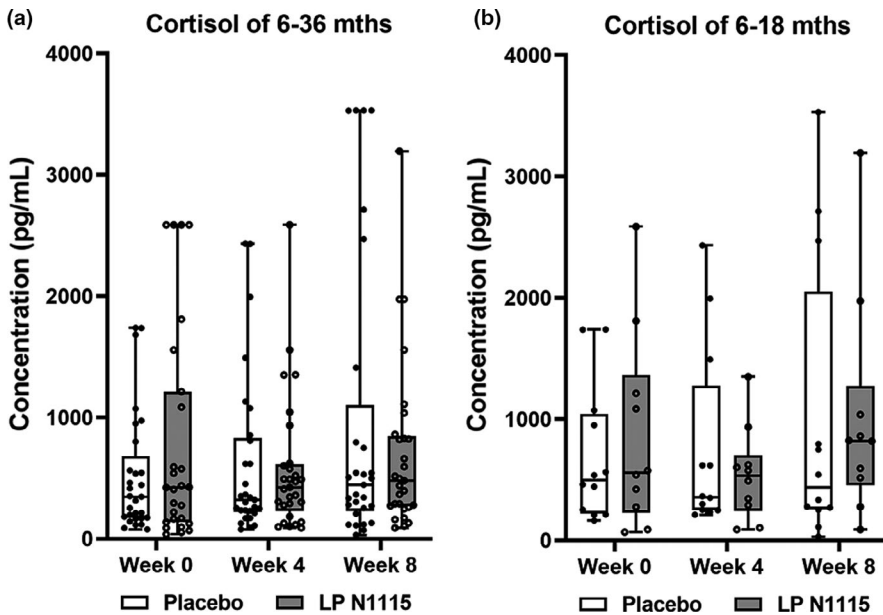 (a)
Cortisol of 6-36 mths
Concentration (pg/mL)
4000
3000
2000
1000
0
Week 0
Week 4
Week 8
Placebo
LP N1115
(b)
Cortisol of 6-18 mths
Concentration (pg/mL)
4000
3000
2000
1000
0
Week 0
Week 4
Week 8
Placebo
LP N1115